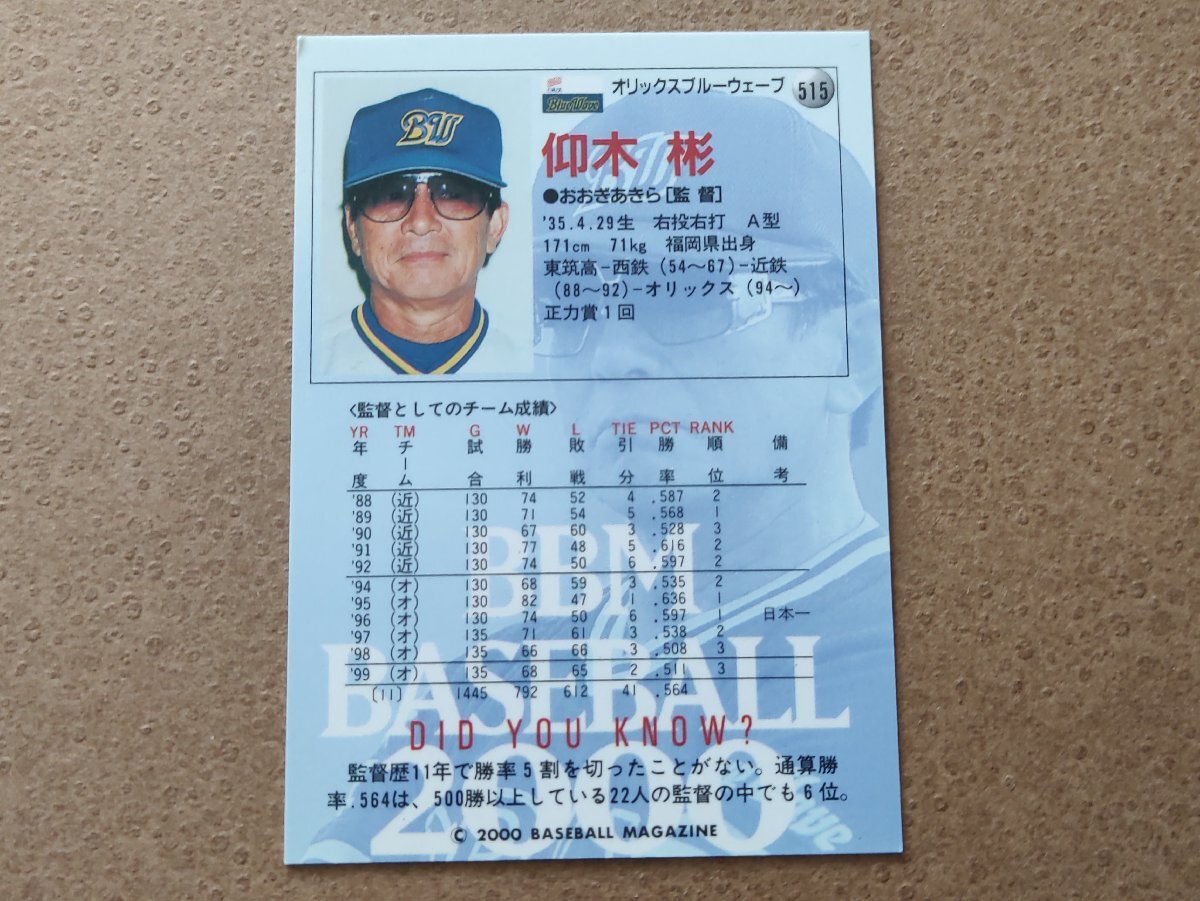 オリックスブルーウェーブ 515
BlueWave
BW
仰木 彬
●おおぎあきら[監 督]
'35.4.29生 右投右打 A型
171cm 71kg 福岡県出身
東筑高−西鉄(54〜67)−近鉄
(88〜92)−オリックス(94〜)
正力賞1回
〈監督としてのチーム成績〉
YR TM G W L TIE PCT RANK
年度 チーム 試合 勝利 敗戦 引分 勝率 順位 備考
'88 (近) 130 74 52 4 .587 2
'89 (近) 130 71 54 5 .568 1
'90 (近) 130 67 60 3 .528 3
'91 (近) 130 77 48 5 .616 2
'92 (近) 130 74 50 6 .597 2
'94 (オ) 130 68 59 3 .535 2
'95 (オ) 130 82 47 1 .636 1
'96 (オ) 130 74 50 6 .597 1 日本一
'97 (オ) 135 71 61 3 .538 2
'98 (オ) 135 66 66 3 .508 3
'99 (オ) 135 68 65 2 .511 3
〔11〕 1445 792 612 41 .564
BBM
BASEBALL
2000
DID YOU KNOW?
監督歴11年で勝率5割を切ったことがない。通算勝
率.564は、500勝以上している22人の監督の中でも6位。
© 2000 BASEBALL MAGAZINE